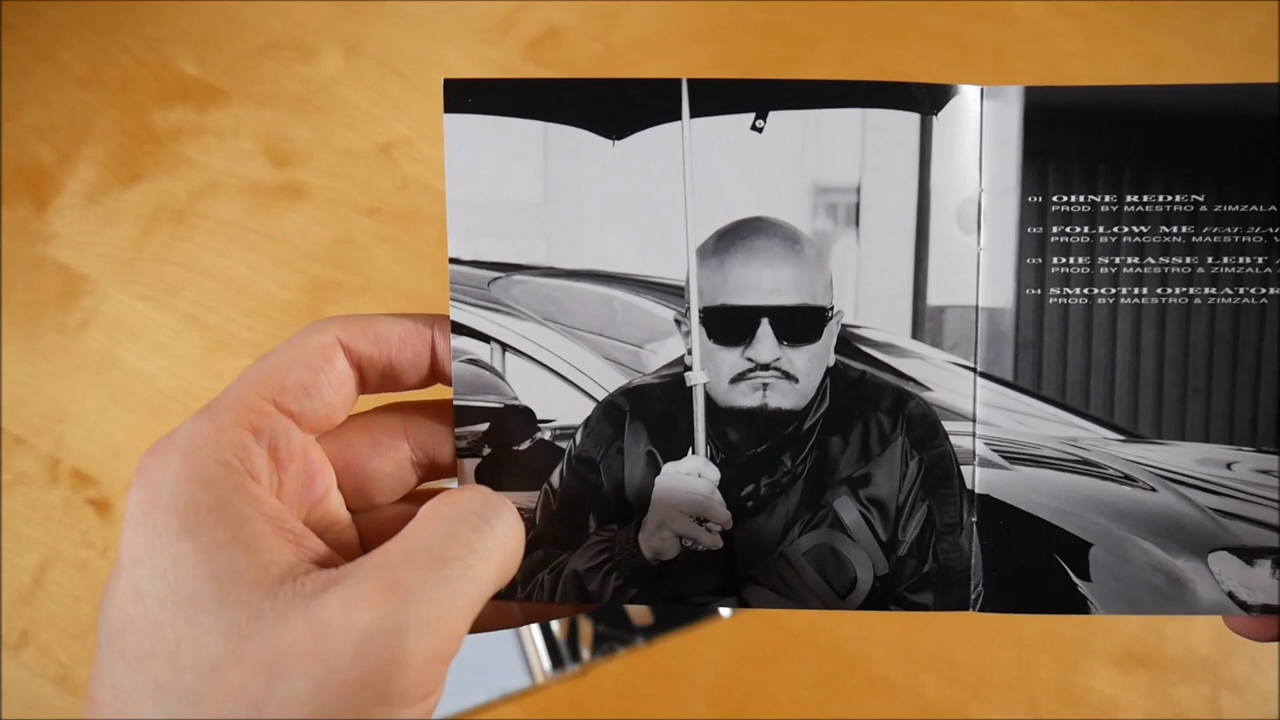 01 OHNE REDEN
PROD. BY MAESTRO & ZIMZALA
02 FOLLOW ME FEAT.
PROD. BY RACCXN, MAESTRO,
03 DIE STRASSE LEBT
PROD. BY MAESTRO & ZIMZALA
04 SMOOTH OPERATOR
PROD. BY MAESTRO & ZIMZALA